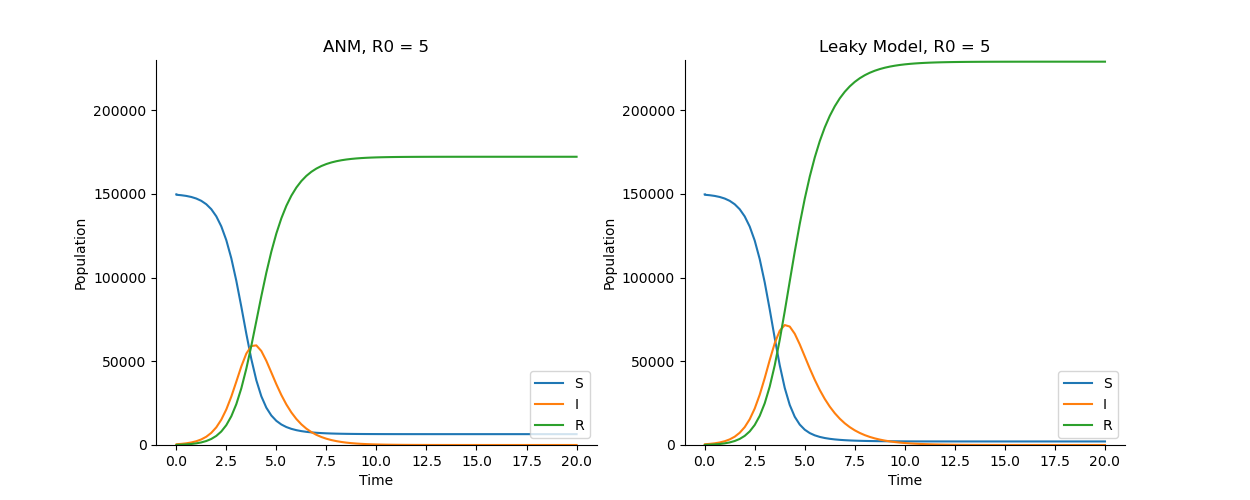 ANM, R0 = 5
Population
200000
150000
100000
50000
0
0.0 2.5 5.0 7.5 10.0 12.5 15.0 17.5 20.0
Time
S
I
R
Leaky Model, R0 = 5
Population
200000
150000
100000
50000
0
0.0 2.5 5.0 7.5 10.0 12.5 15.0 17.5 20.0
Time
S
I
R